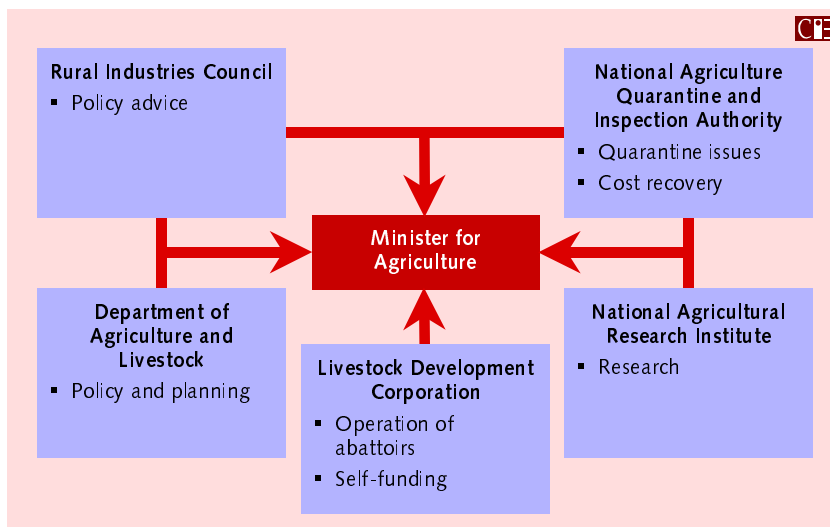 CiE
Rural Industries Council
▪ Policy advice
National Agriculture
Quarantine and
Inspection Authority
▪ Quarantine issues
▪ Cost recovery
Minister for
Agriculture
Department of
Agriculture and
Livestock
▪ Policy and planning
Livestock Development
Corporation
▪ Operation of
abattoirs
▪ Self-funding
National Agricultural
Research Institute
▪ Research